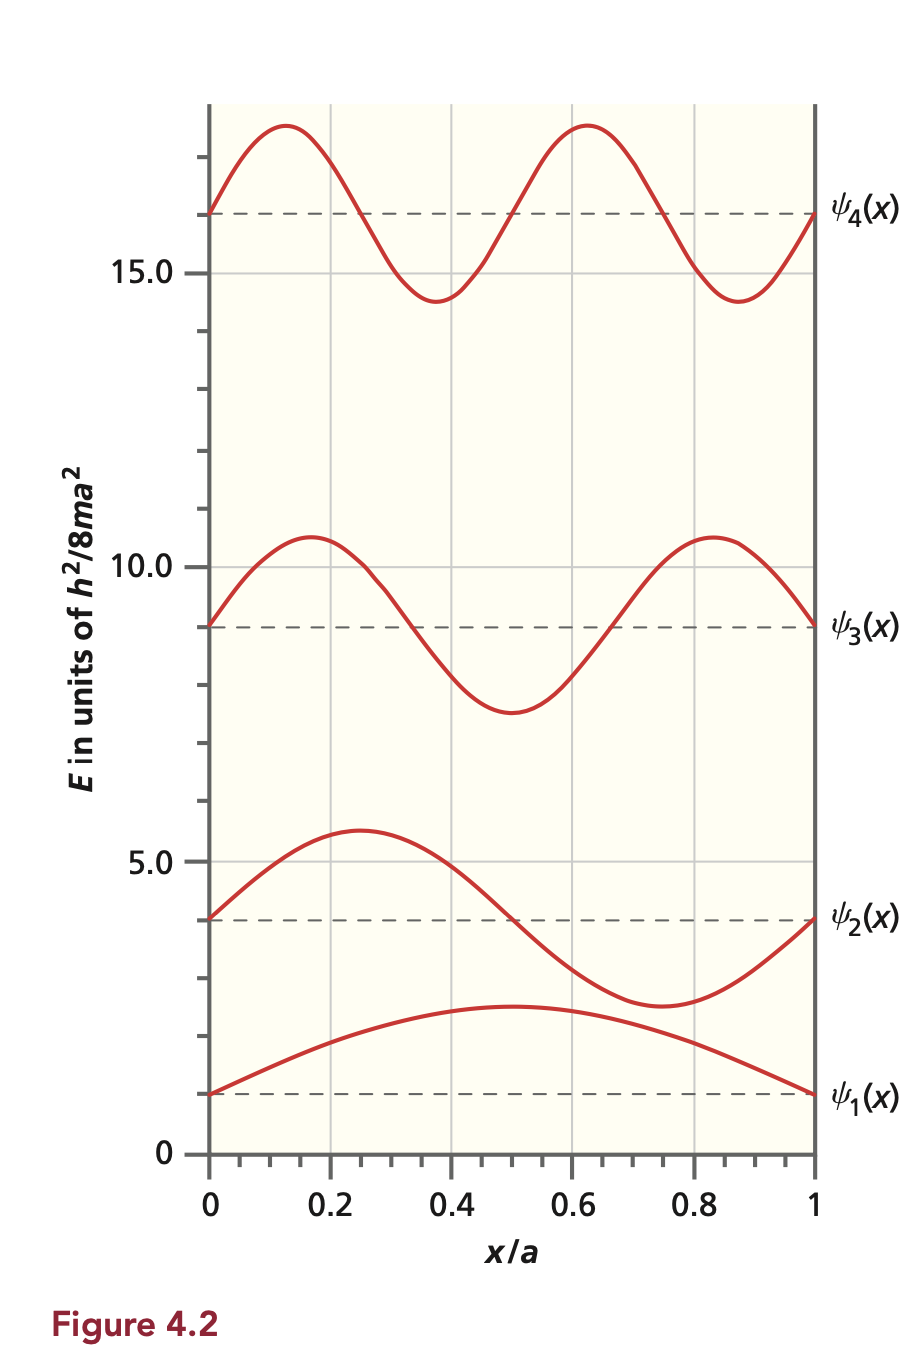 ψ₄(x)
15.0
10.0
ψ₃(x)
E in units of h²/8ma²
5.0
ψ₂(x)
ψ₁(x)
0
0 0.2 0.4 0.6 0.8 1
x/a
Figure 4.2